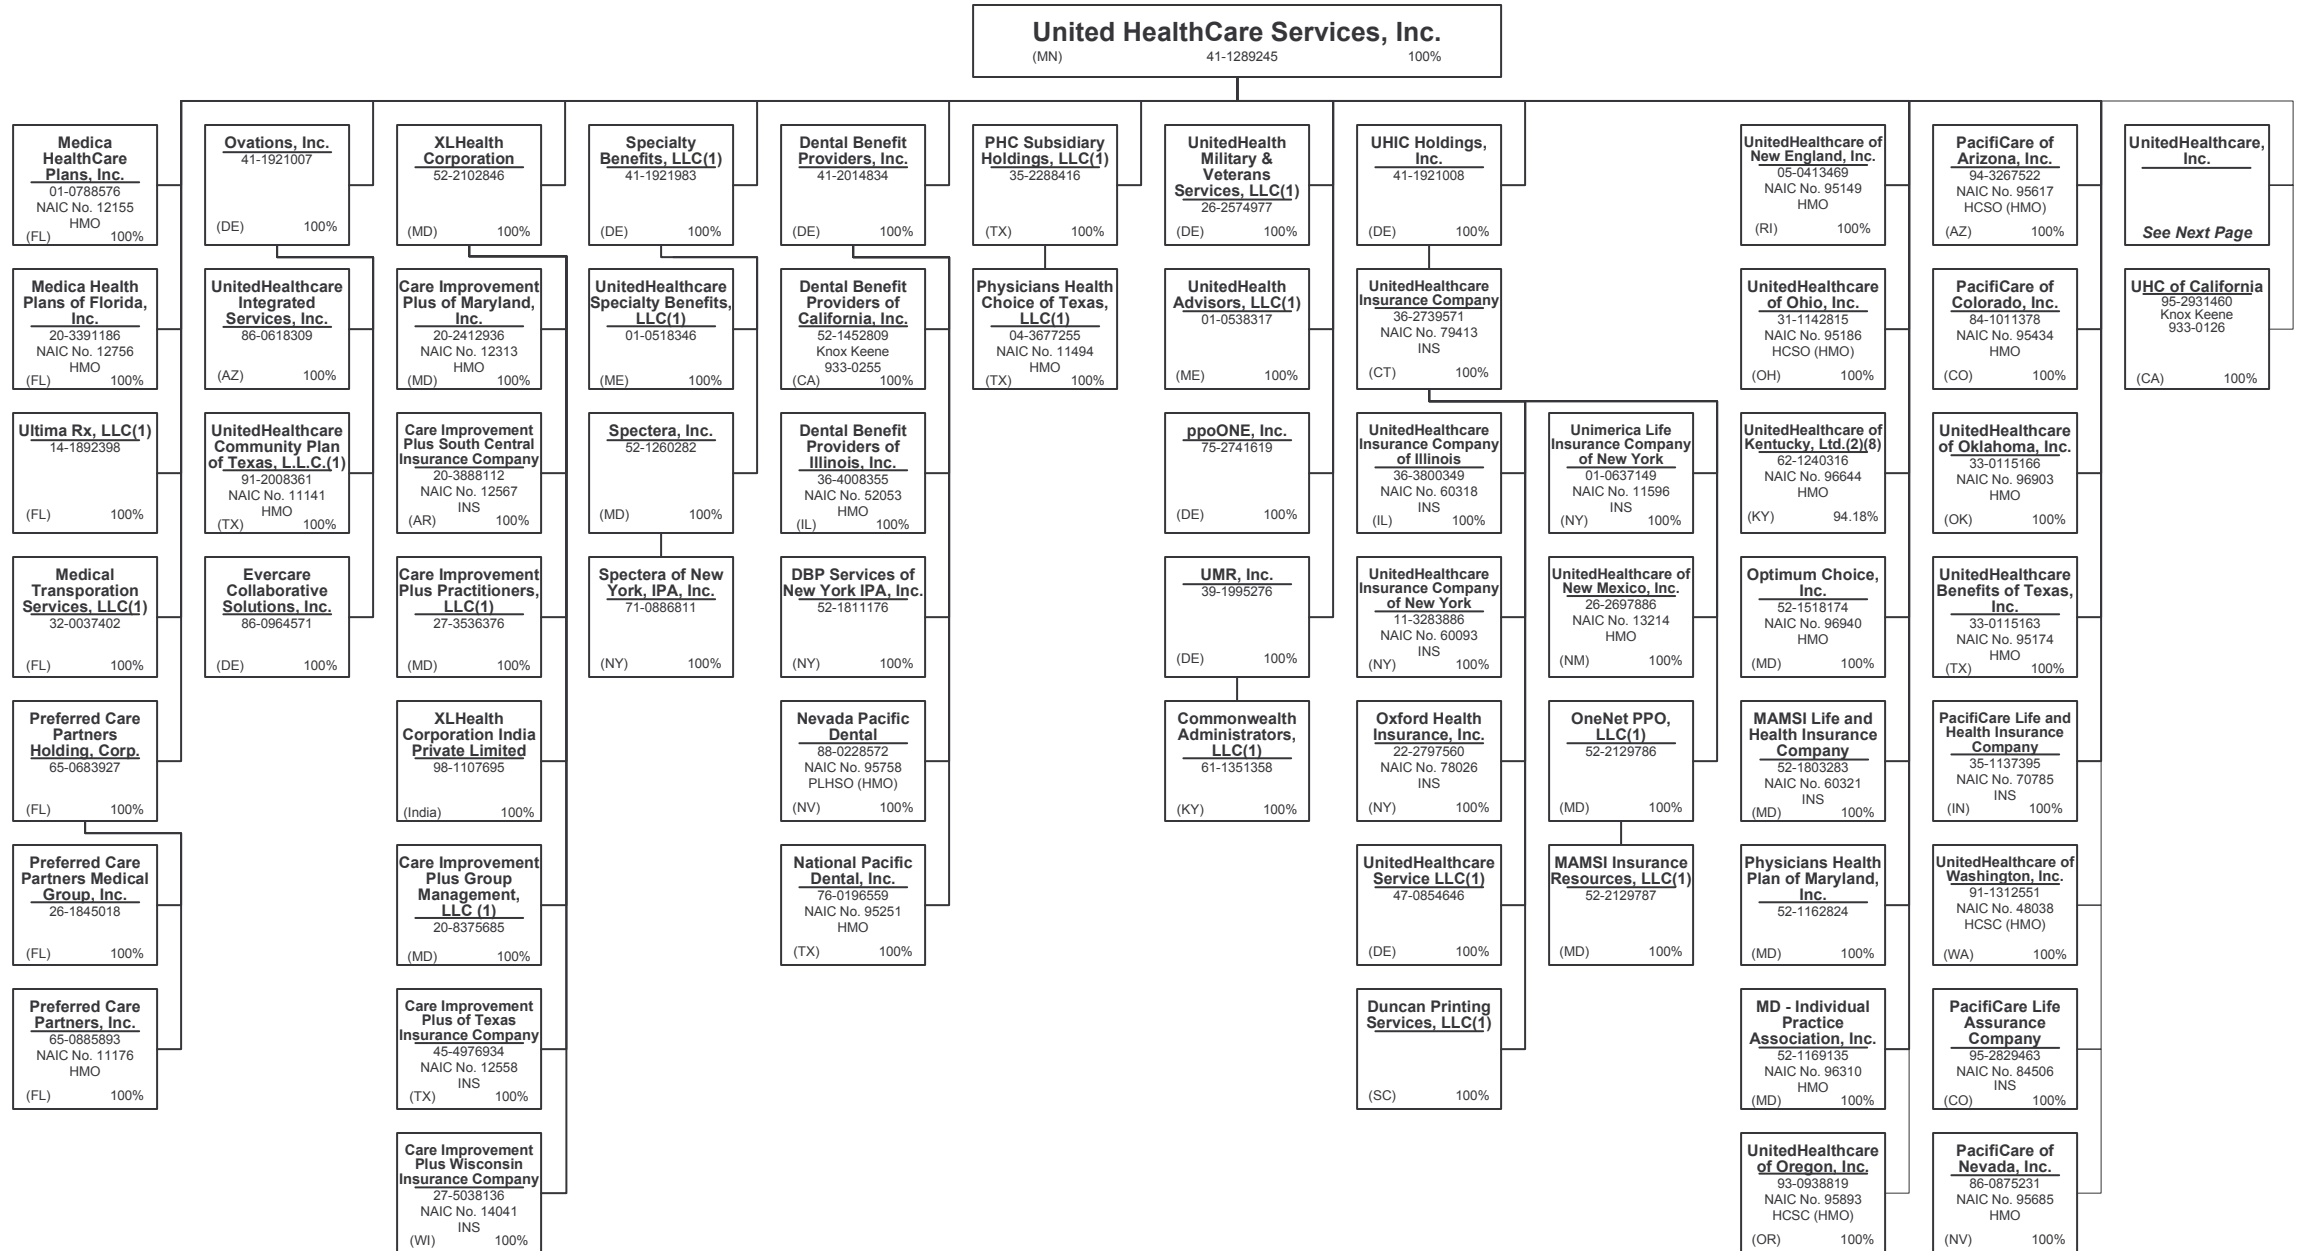 United HealthCare Services, Inc.
(MN) 41-1289245 100%
Medica
HealthCare
Plans, Inc.
01-0788576
NAIC No. 12155
HMO
(FL) 100%
Medica Health
Plans of Florida,
Inc.
20-3391186
NAIC No. 12756
HMO
(FL) 100%
Ultima Rx, LLC(1)
14-1892398
(FL) 100%
Medical
Transporation
Services, LLC(1)
32-0037402
(FL) 100%
Preferred Care
Partners
Holding, Corp.
65-0683927
(FL) 100%
Preferred Care
Partners Medical
Group, Inc.
26-1845018
(FL) 100%
Preferred Care
Partners, Inc.
65-0885893
NAIC No. 11176
HMO
(FL) 100%
Ovations, Inc.
41-1921007
(DE) 100%
UnitedHealthcare
Integrated
Services, Inc.
86-0618309
(AZ) 100%
UnitedHealthcare
Community Plan
of Texas, L.L.C.(1)
91-2008361
NAIC No. 11141
HMO
(TX) 100%
Evercare
Collaborative
Solutions, Inc.
86-0964571
(DE) 100%
XLHealth
Corporation
52-2102846
(MD) 100%
Care Improvement
Plus of Maryland,
Inc.
20-2412936
NAIC No. 12313
HMO
(MD) 100%
Care Improvement
Plus South Central
Insurance Company
20-3888112
NAIC No. 12567
INS
(AR) 100%
Care Improvement
Plus Practitioners,
LLC(1)
27-3536376
(MD) 100%
XLHealth
Corporation India
Private Limited
98-1107695
(India) 100%
Care Improvement
Plus Group
Management,
LLC (1)
20-8375685
(MD) 100%
Care Improvement
Plus of Texas
Insurance Company
45-4976934
NAIC No. 12558
INS
(TX) 100%
Care Improvement
Plus Wisconsin
Insurance Company
27-5038136
NAIC No. 14041
INS
(WI) 100%
Specialty
Benefits, LLC(1)
41-1921983
(DE) 100%
UnitedHealthcare
Specialty Benefits,
LLC(1)
01-0518346
(ME) 100%
Spectera, Inc.
52-1260282
(MD) 100%
Spectera of New
York, IPA, Inc.
71-0886811
(NY) 100%
Dental Benefit
Providers, Inc.
41-2014834
(DE) 100%
Dental Benefit
Providers of
California, Inc.
52-1452809
Knox Keene
933-0255
(CA) 100%
Dental Benefit
Providers of
Illinois, Inc.
36-4008355
NAIC No. 52053
HMO
(IL) 100%
DBP Services of
New York IPA, Inc.
52-1811176
(NY) 100%
Nevada Pacific
Dental
88-0228572
NAIC No. 95758
PLHSO (HMO)
(NV) 100%
National Pacific
Dental, Inc.
76-0196559
NAIC No. 95251
HMO
(TX) 100%
PHC Subsidiary
Holdings, LLC(1)
35-2288416
(TX) 100%
Physicians Health
Choice of Texas,
LLC(1)
04-3677255
NAIC No. 11494
HMO
(TX) 100%
UnitedHealth
Military &
Veterans
Services, LLC(1)
26-2574977
(DE) 100%
UnitedHealth
Advisors, LLC(1)
01-0538317
(ME) 100%
ppoONE, Inc.
75-2741619
(DE) 100%
UMR, Inc.
39-1995276
(DE) 100%
Commonwealth
Administrators,
LLC(1)
61-1351358
(KY) 100%
UHIC Holdings,
Inc.
41-1921008
(DE) 100%
UnitedHealthcare
Insurance Company
36-2739571
NAIC No. 79413
INS
(CT) 100%
UnitedHealthcare
Insurance Company
of Illinois
36-3800349
NAIC No. 60318
INS
(IL) 100%
UnitedHealthcare
Insurance Company
of New York
11-3283886
NAIC No. 60093
INS
(NY) 100%
Oxford Health
Insurance, Inc.
22-2797560
NAIC No. 78026
INS
(NY) 100%
UnitedHealthcare
Service LLC(1)
47-0854646
(DE) 100%
Duncan Printing
Services, LLC(1)
(SC) 100%
Unimerica Life
Insurance Company
of New York
01-0637149
NAIC No. 11596
INS
(NY) 100%
UnitedHealthcare of
New Mexico, Inc.
26-2697886
NAIC No. 13214
HMO
(NM) 100%
OneNet PPO,
LLC(1)
52-2129786
(MD) 100%
MAMSI Insurance
Resources, LLC(1)
52-2129787
(MD) 100%
UnitedHealthcare of
New England, Inc.
05-0413469
NAIC No. 95149
HMO
(RI) 100%
UnitedHealthcare
of Ohio, Inc.
31-1142815
NAIC No. 95186
HCSO (HMO)
(OH) 100%
UnitedHealthcare of
Kentucky, Ltd.(2)(8)
62-1240316
NAIC No. 96644
HMO
(KY) 94.18%
Optimum Choice,
Inc.
52-1518174
NAIC No. 96940
HMO
(MD) 100%
MAMSI Life and
Health Insurance
Company
52-1803283
NAIC No. 60321
INS
(MD) 100%
Physicians Health
Plan of Maryland,
Inc.
52-1162824
(MD) 100%
MD - Individual
Practice
Association, Inc.
52-1169135
NAIC No. 96310
HMO
(MD) 100%
UnitedHealthcare
of Oregon, Inc.
93-0938819
NAIC No. 95893
HCSC (HMO)
(OR) 100%
PacifiCare of
Arizona, Inc.
94-3267522
NAIC No. 95617
HCSO (HMO)
(AZ) 100%
PacifiCare of
Colorado, Inc.
84-1011378
NAIC No. 95434
HMO
(CO) 100%
UnitedHealthcare
of Oklahoma, Inc.
33-0115166
NAIC No. 96903
HMO
(OK) 100%
UnitedHealthcare
Benefits of Texas,
Inc.
33-0115163
NAIC No. 95174
HMO
(TX) 100%
PacifiCare Life and
Health Insurance
Company
35-1137395
NAIC No. 70785
INS
(IN) 100%
UnitedHealthcare of
Washington, Inc.
91-1312551
NAIC No. 48038
HCSC (HMO)
(WA) 100%
PacifiCare Life
Assurance
Company
95-2829463
NAIC No. 84506
INS
(CO) 100%
PacifiCare of
Nevada, Inc.
86-0875231
NAIC No. 95685
HMO
(NV) 100%
UnitedHealthcare,
Inc.
See Next Page
UHC of California
95-2931460
Knox Keene
933-0126
(CA) 100%